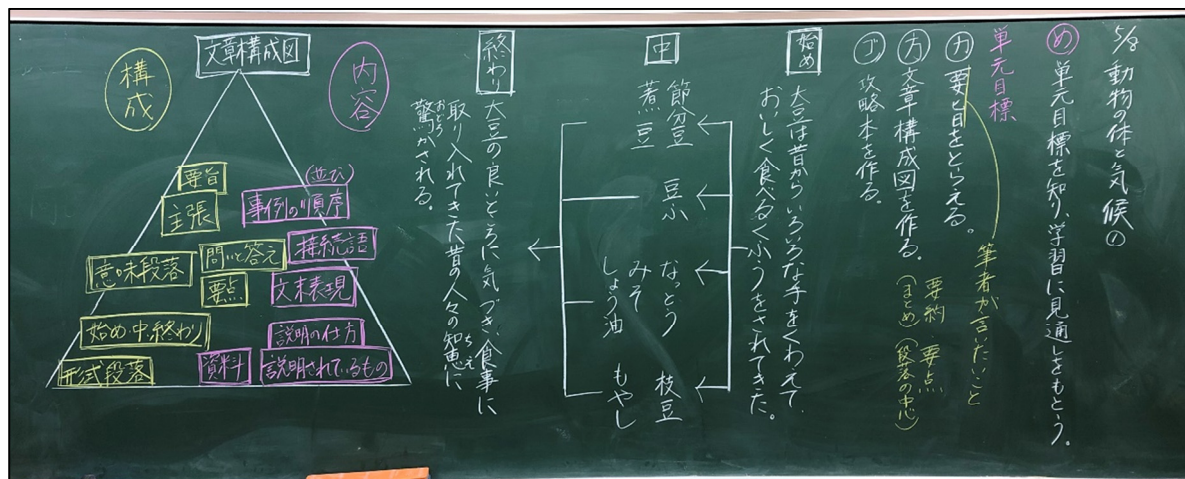 5/8 動物の体と気候①
め 単元目標を知り、学習に見通しをもとう。
単元目標
カ 要旨をとらえる。
筆者が言いたいこと
方 文章構成図を作る。
要約
(まとめ)
要点
(段落の中心)
ゴ 攻略本を作る。
始め
大豆は昔からいろいろな手をくわえて、
おいしく食べるくふうをされてきた。
中
節分豆
煮豆
豆ふ
なっとう
みそ
しょう油
枝豆
もやし
終わり
大豆の良いところに気づき、食事に
取り入れてきた昔の人々の知恵に
ちえ
驚かされる。
おどろ
文章構成図
内容
構成
(並び)
事例の順序
接続語
文末表現
説明の仕方
説明されているもの
資料
要旨
主張
問いと答え
要点
意味段落
始め・中・終わり
形式段落